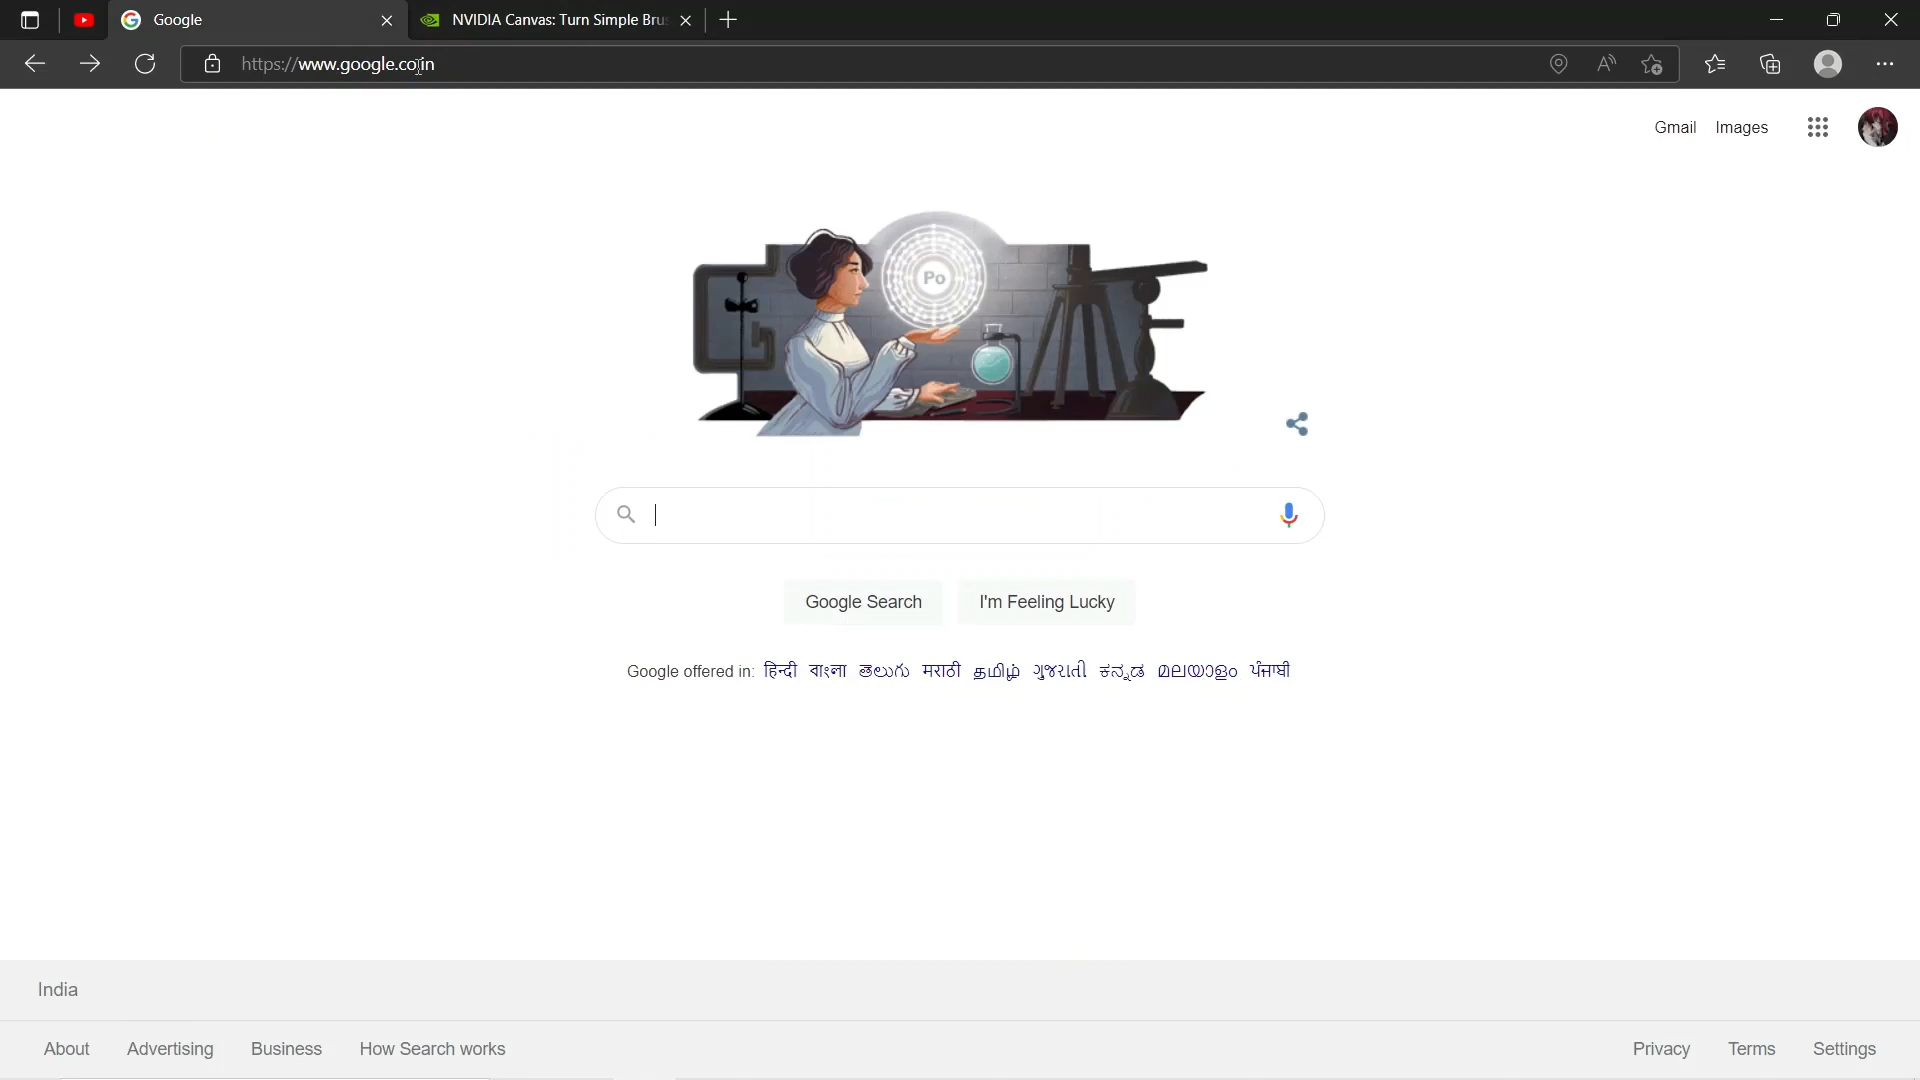 Google
NVIDIA Canvas: Turn Simple Bru
https://www.google.co.in
Gmail Images
Po
Google Search I'm Feeling Lucky
Google offered in: हिन्दी বাংলা తెలుగు मराठी தமிழ் ગુજરાતી ಕನ್ನಡ മലയാളം ਪੰਜਾਬੀ
India
About Advertising Business How Search works Privacy Terms Settings